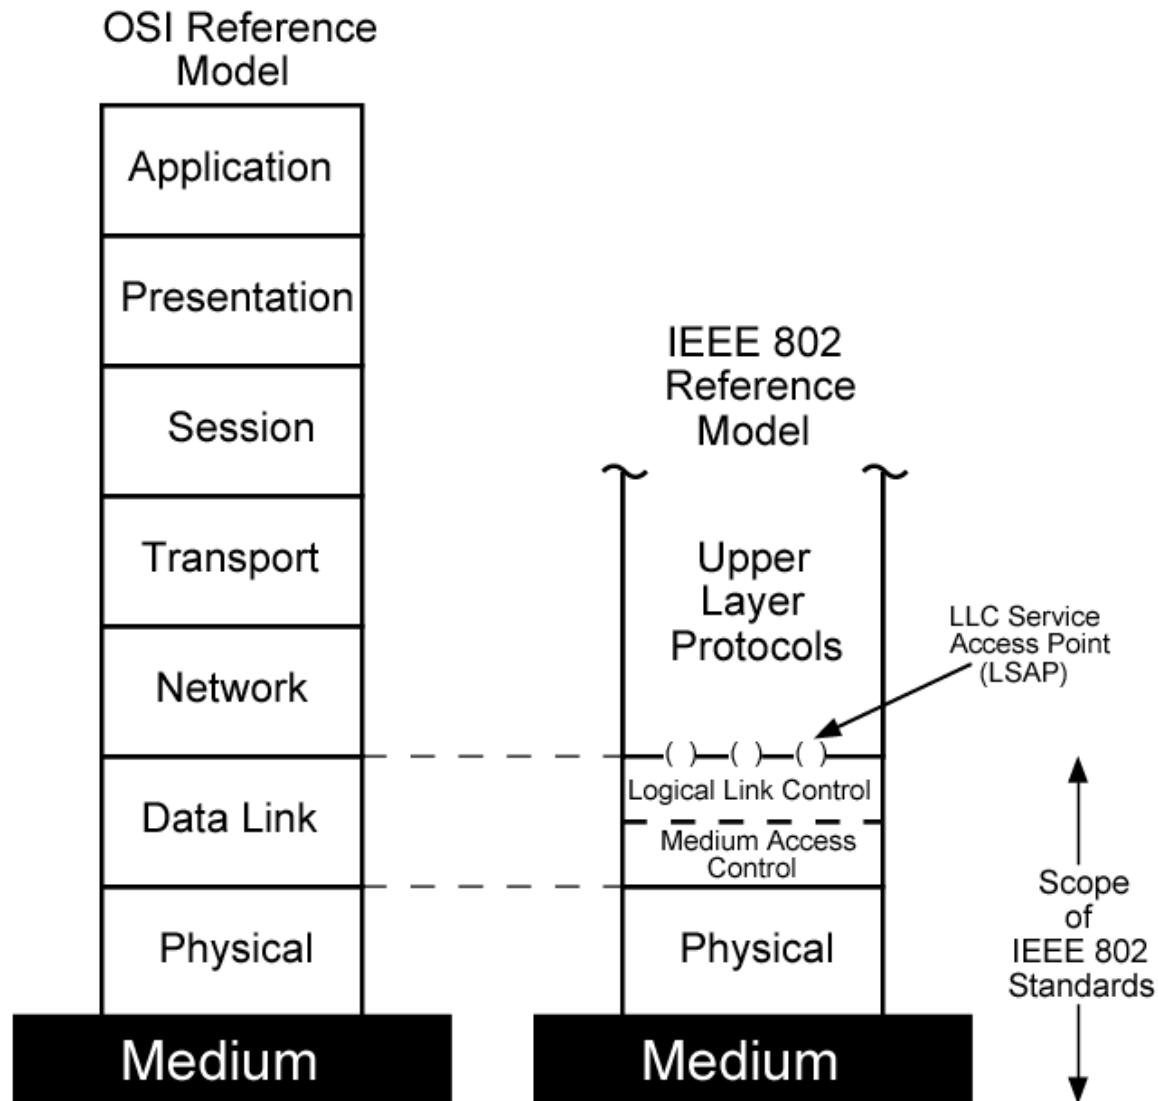 OSI Reference
Model
Application
Presentation
Session
Transport
Network
Data Link
Physical
Medium
IEEE 802
Reference
Model
Upper
Layer
Protocols
LLC Service
Access Point
(LSAP)
( ) ( ) ( )
Logical Link Control
Medium Access
Control
Physical
Medium
Scope
of
IEEE 802
Standards